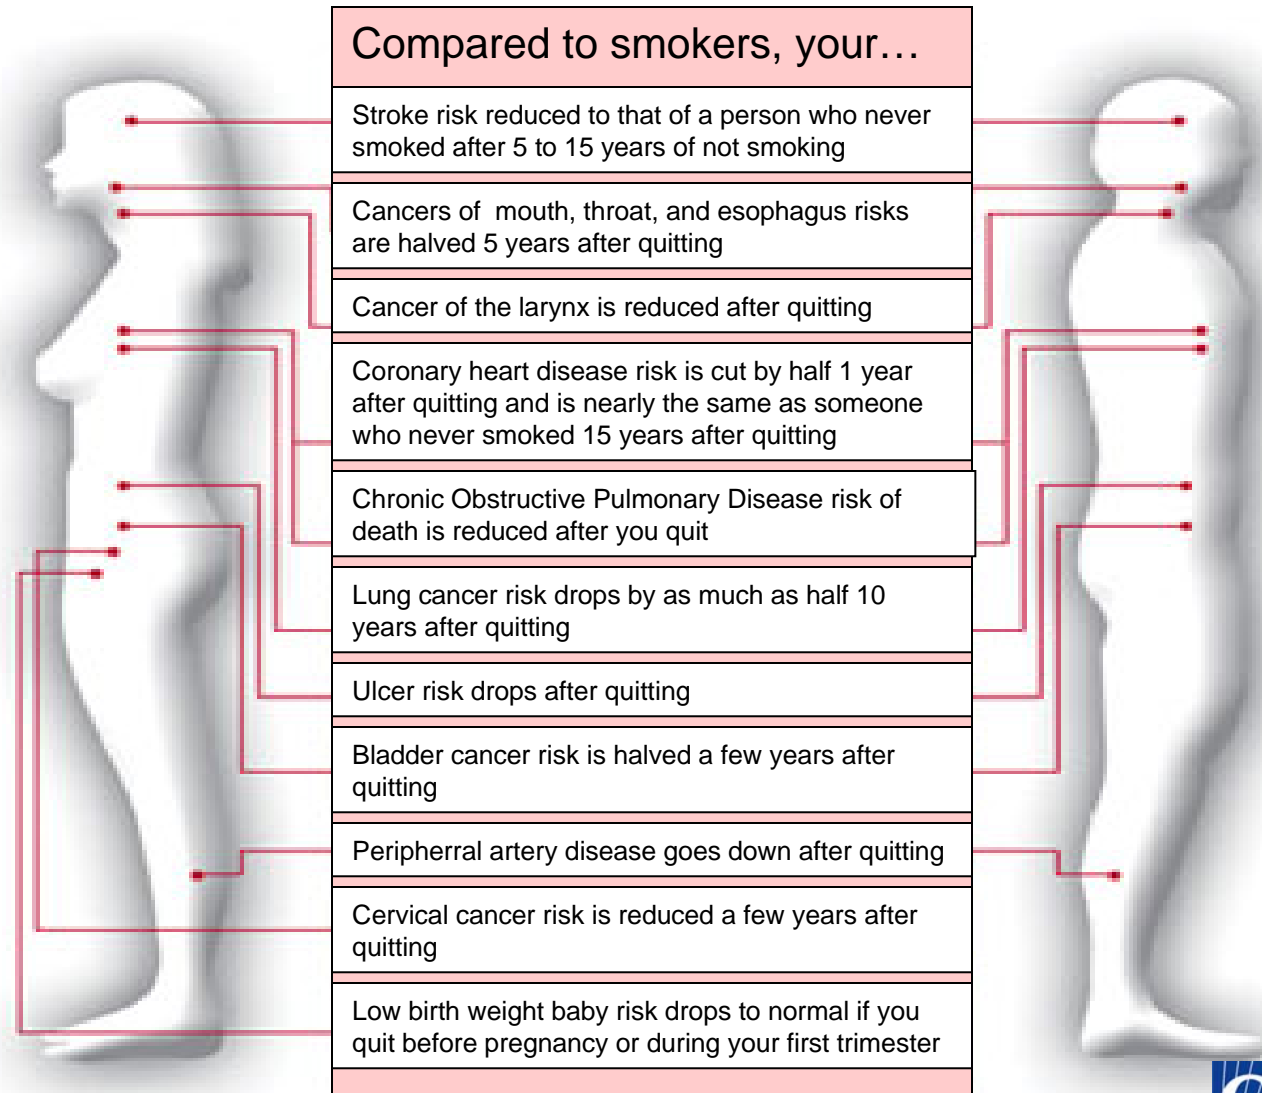 Compared to smokers, your…
Stroke risk reduced to that of a person who never
smoked after 5 to 15 years of not smoking
Cancers of  mouth, throat, and esophagus risks
are halved 5 years after quitting
Cancer of the larynx is reduced after quitting
Coronary heart disease risk is cut by half 1 year
after quitting and is nearly the same as someone
who never smoked 15 years after quitting
Chronic Obstructive Pulmonary Disease risk of
death is reduced after you quit
Lung cancer risk drops by as much as half 10
years after quitting
Ulcer risk drops after quitting
Bladder cancer risk is halved a few years after
quitting
Peripherral artery disease goes down after quitting
Cervical cancer risk is reduced a few years after
quitting
Low birth weight baby risk drops to normal if you
quit before pregnancy or during your first trimester